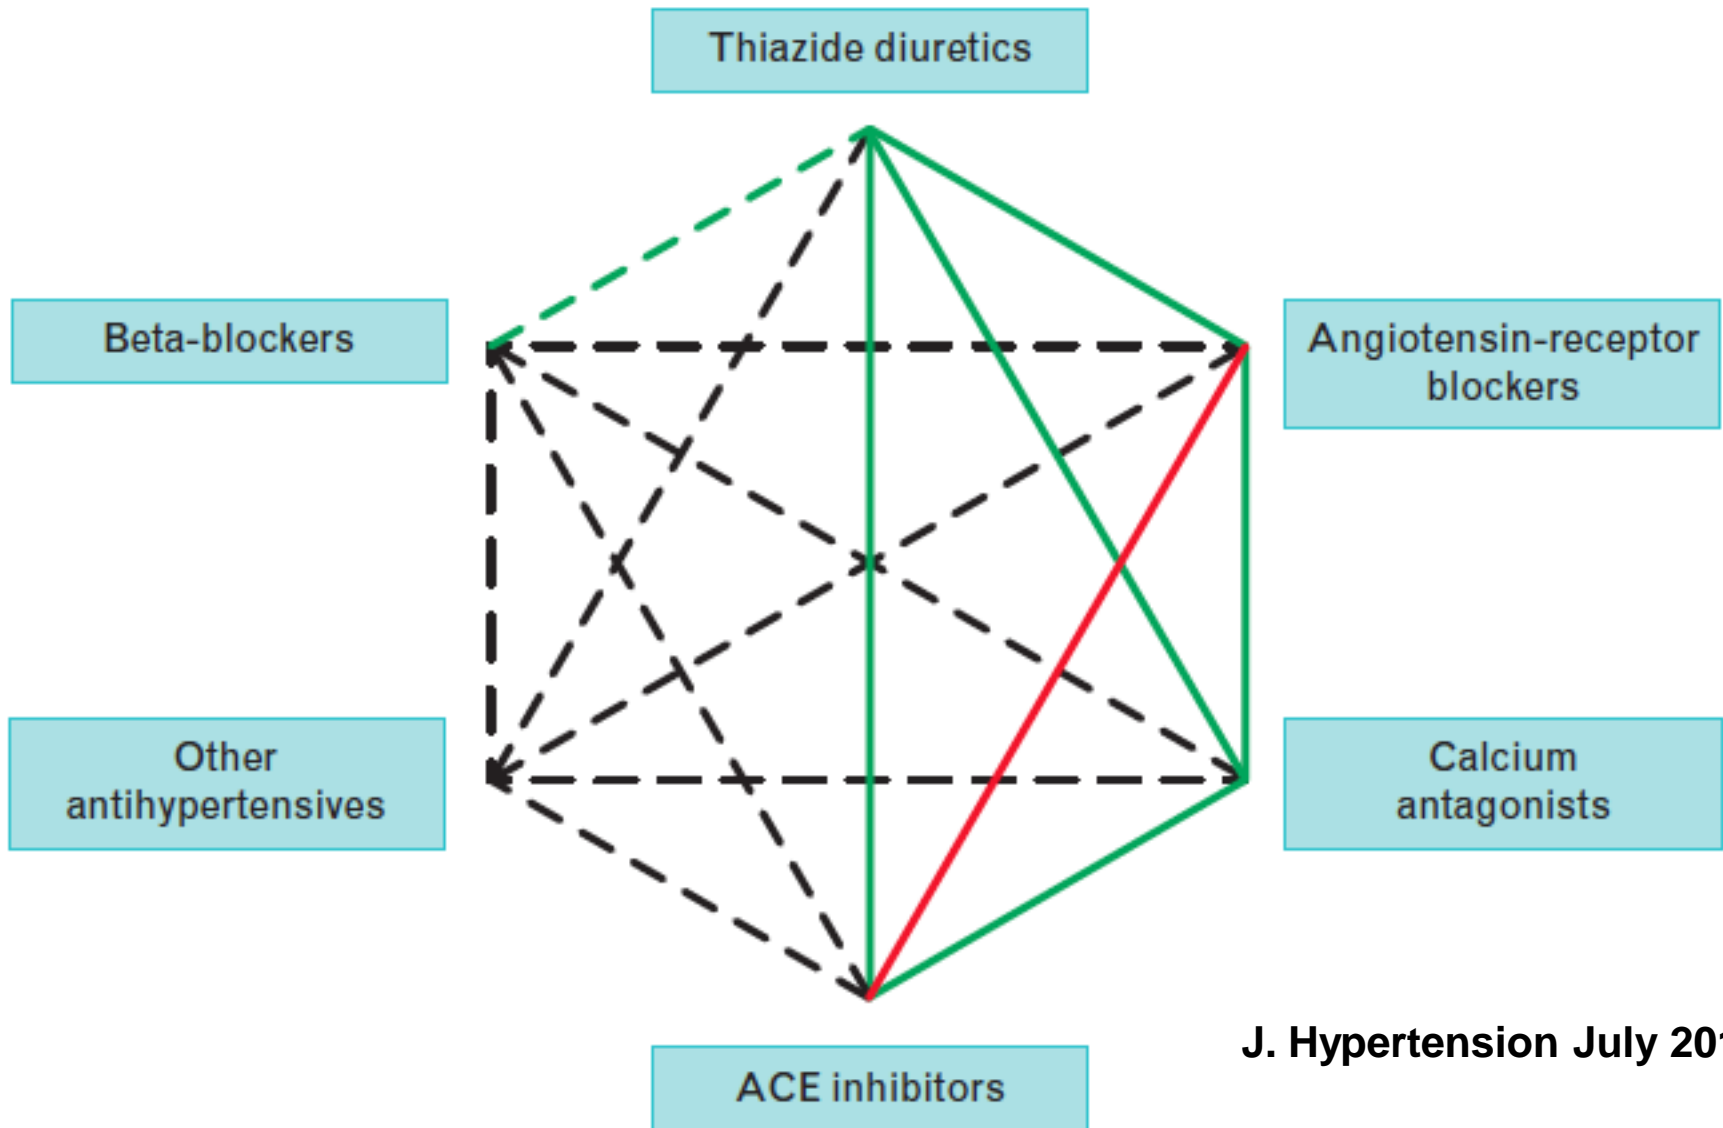 Thiazide diuretics
Beta-blockers
Angiotensin-receptor
blockers
Other
antihypertensives
Calcium
antagonists
J. Hypertension July
ACE inhibitors